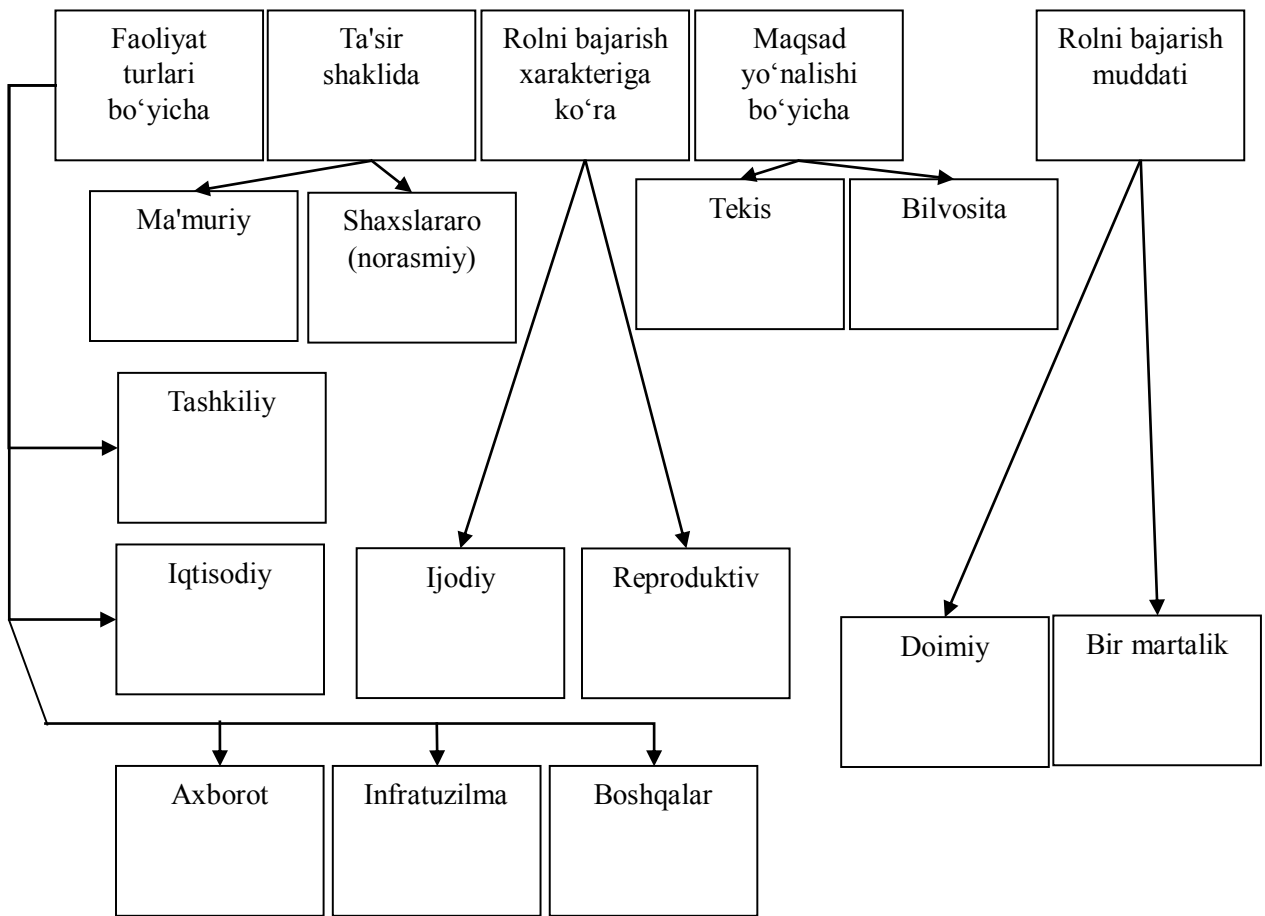 Faoliyat
turlari
bo‘yicha
Ta'sir
shaklida
Rolni bajarish
xarakteriga
ko‘ra
Maqsad
yo‘nalishi
bo‘yicha
Rolni bajarish
muddati
Ma'muriy
Shaxslararo
(norasmiy)
Tekis
Bilvosita
Tashkiliy
Iqtisodiy
Ijodiy
Reproduktiv
Doimiy
Bir martalik
Axborot
Infratuzilma
Boshqalar